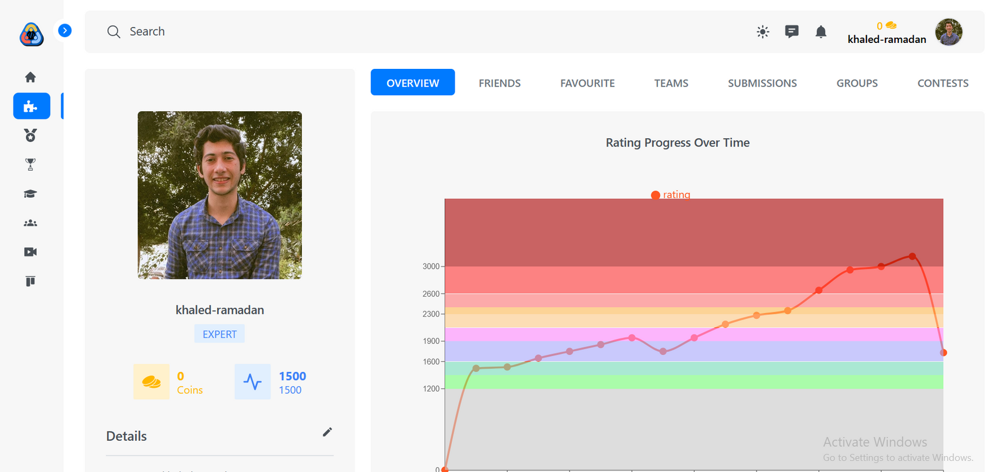 Search
0
khaled-ramadan
OVERVIEW
FRIENDS
FAVOURITE
TEAMS
SUBMISSIONS
GROUPS
CONTESTS
khaled-ramadan
EXPERT
0
Coins
1500
1500
Details
Rating Progress Over Time
rating
3000
2600
2300
1900
1600
1200
0
Activate Windows
Go to Settings to activate Windows.